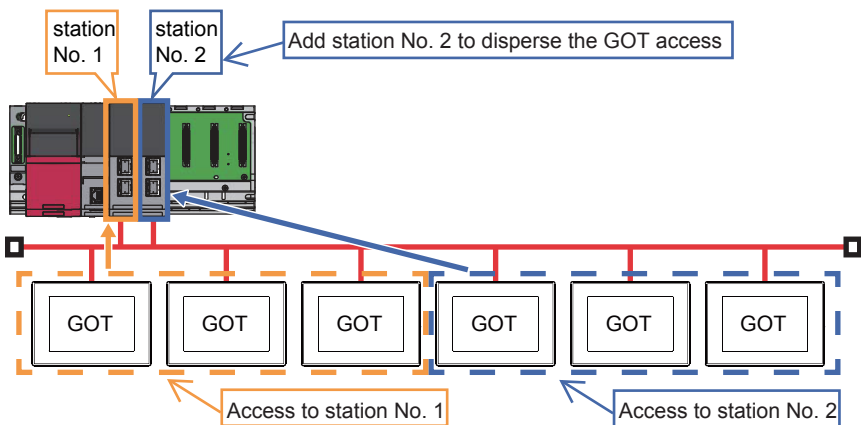 station
No. 1
station
No. 2
Add station No. 2 to disperse the GOT access
GOT
GOT
GOT
GOT
GOT
GOT
Access to station No. 1
Access to station No. 2